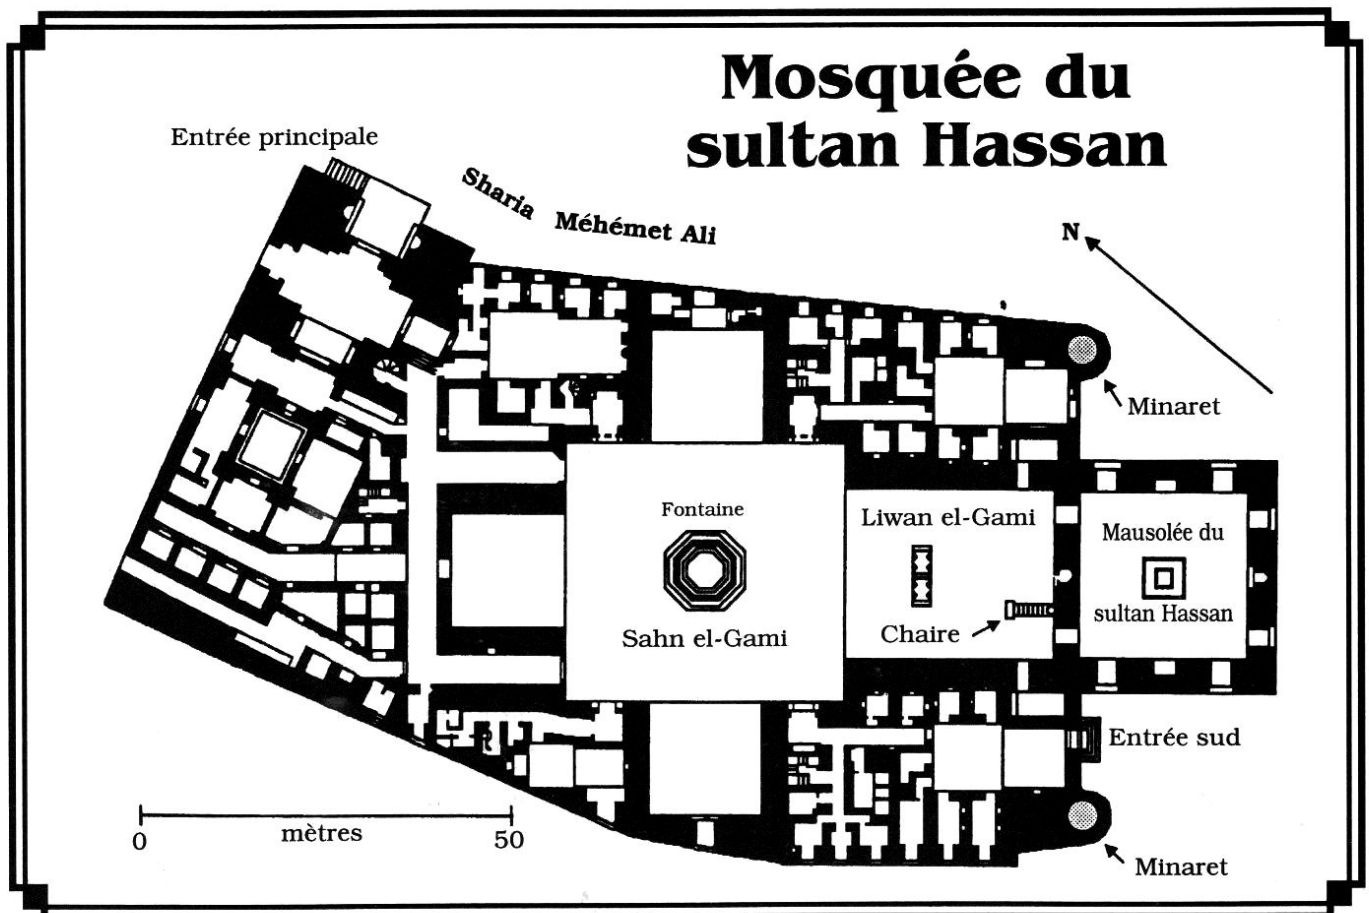 Mosquée du
sultan Hassan
Entrée principale
Sharia Méhémet Ali
N
Minaret
Fontaine
Liwan el-Gami
Mausolée du
sultan Hassan
Sahn el-Gami
Chaire
Entrée sud
0 mètres 50
Minaret